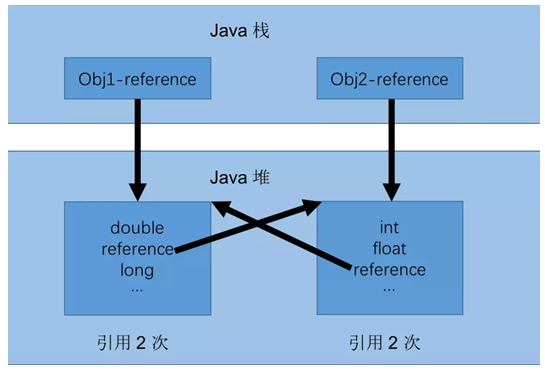 Java 栈
Obj1-reference
Obj2-reference
Java 堆
double
reference
long
...
int
float
reference
...
引用 2 次
引用 2 次